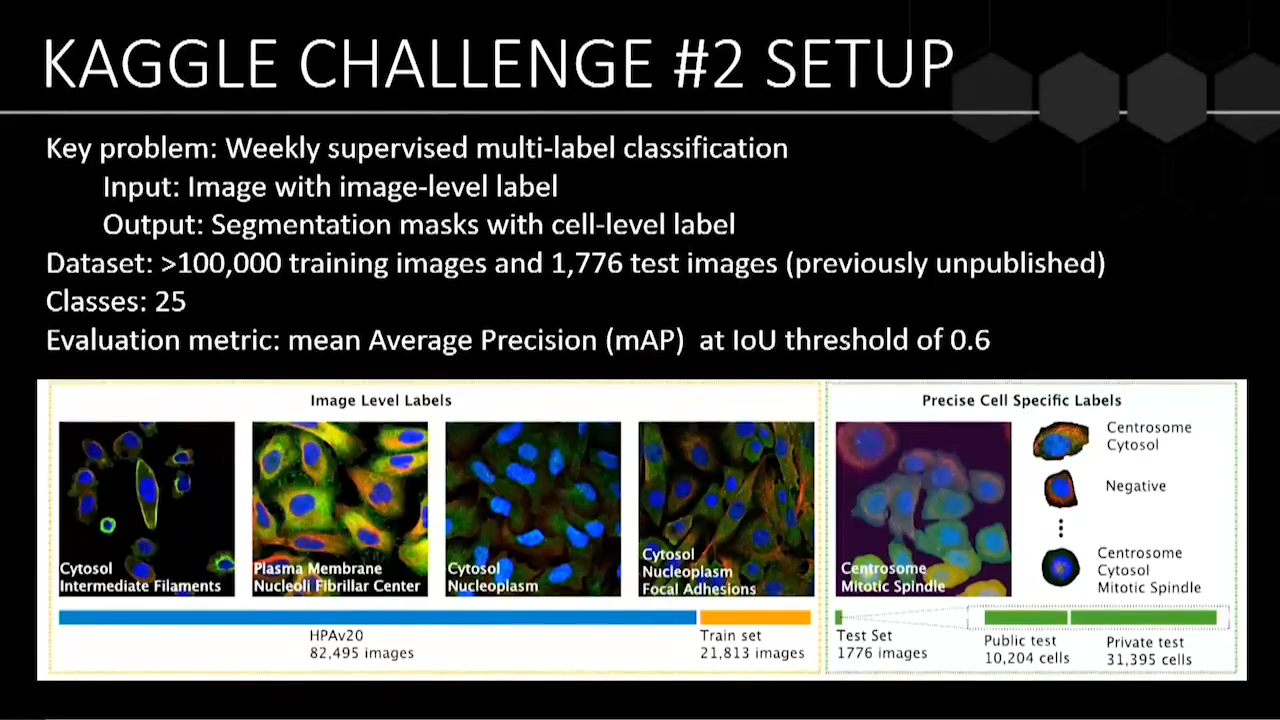 KAGGLE CHALLENGE #2 SETUP
Key problem: Weekly supervised multi-label classification
Input: Image with image-level label
Output: Segmentation masks with cell-level label
Dataset: >100,000 training images and 1,776 test images (previously unpublished)
Classes: 25
Evaluation metric: mean Average Precision (mAP) at IoU threshold of 0.6
Image Level Labels
Cytosol
Intermediate Filaments
Plasma Membrane
Nucleoli Fibrillar Center
Cytosol
Nucleoplasm
Cytosol
Nucleoplasm
Focal Adhesions
HPAv20
82,495 images
Train set
21,813 images
Precise Cell Specific Labels
Centrosome
Mitotic Spindle
Centrosome
Cytosol
Negative
Centrosome
Cytosol
Mitotic Spindle
Test Set
1776 images
Public test
10,204 cells
Private test
31,395 cells